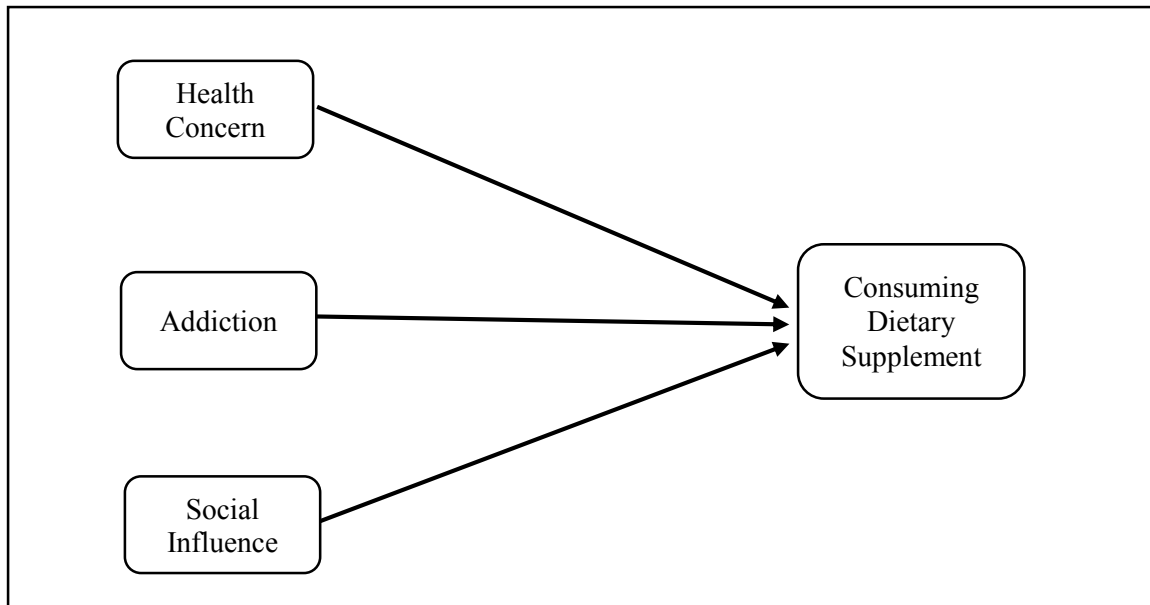 Health
Concern
Addiction
Social
Influence
Consuming
Dietary
Supplement